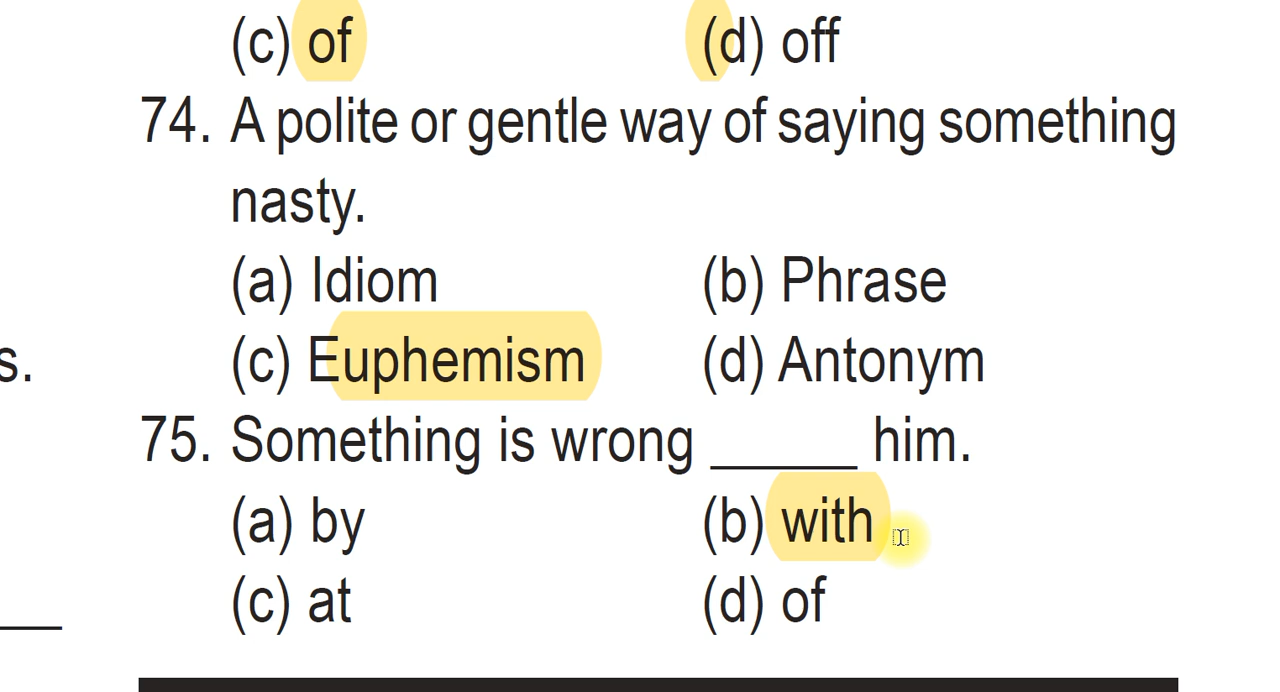 (c) of (d) off
74. A polite or gentle way of saying something
nasty.
(a) Idiom (b) Phrase
s.
(c) Euphemism (d) Antonym
75. Something is wrong _____ him.
(a) by (b) with
(c) at (d) of